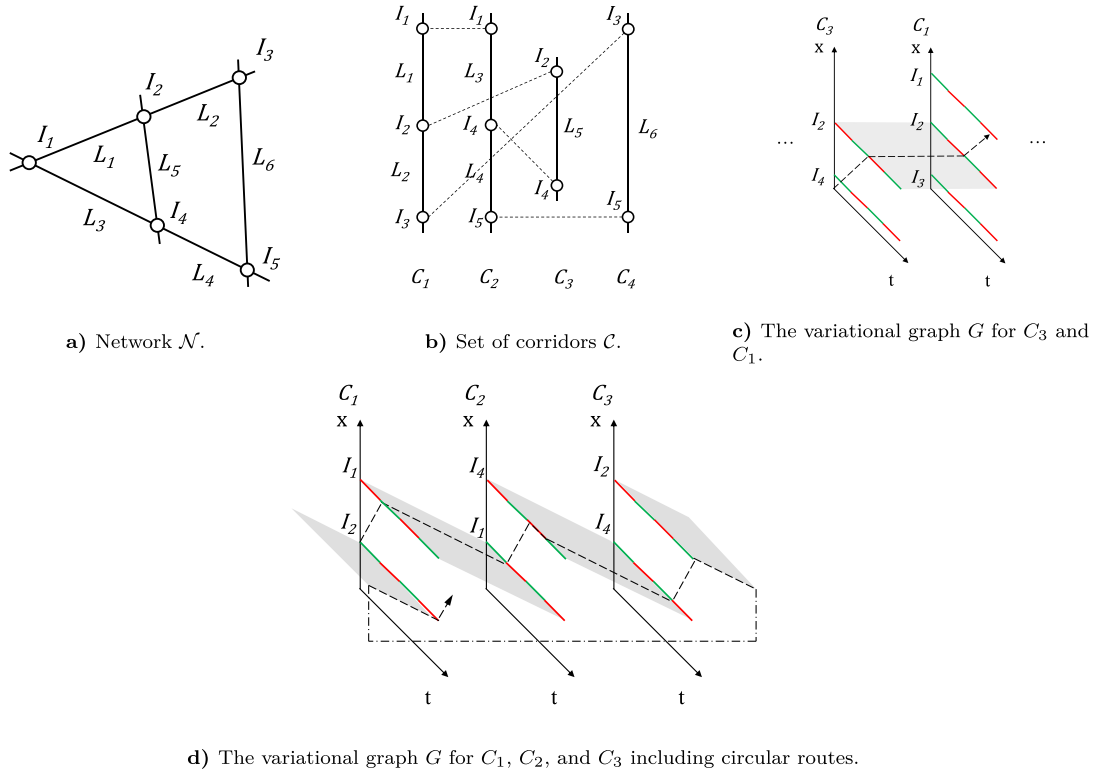 I₁
I₂
I₃
L₁
L₂
L₅
L₆
L₃
I₄
L₄
I₅
a) Network 𝒩.
I₁
I₁
I₃
L₁
L₃
I₂
I₂
I₄
L₅
L₆
L₂
L₄
I₄
I₃
I₅
I₅
C₁
C₂
C₃
C₄
b) Set of corridors 𝒞.
C₃
C₁
x
x
I₁
I₂
I₂
...
...
I₄
I₃
t
t
c) The variational graph G for C₃ and
C₁.
C₁
C₂
C₃
x
x
x
I₁
I₄
I₂
I₂
I₁
I₄
t
t
t
d) The variational graph G for C₁, C₂, and C₃ including circular routes.